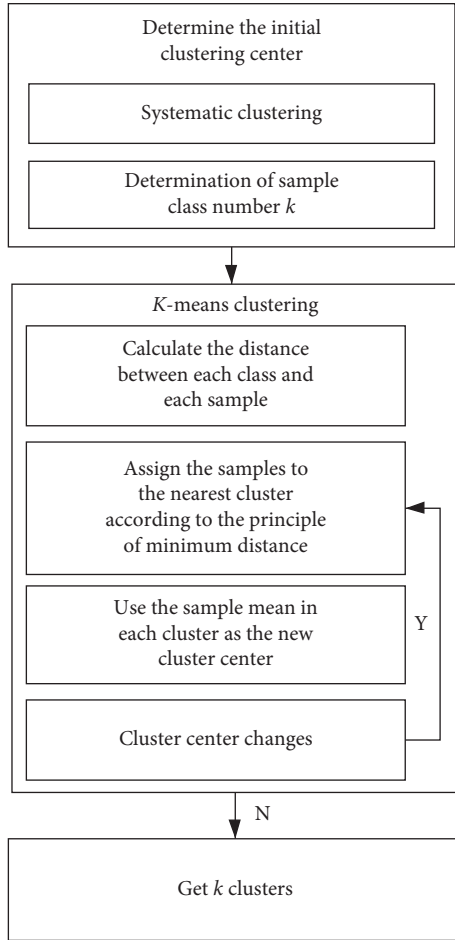 Determine the initial
clustering center
Systematic clustering
Determination of sample
class number k
K-means clustering
Calculate the distance
between each class and
each sample
Assign the samples to
the nearest cluster
according to the principle
of minimum distance
Use the sample mean in
each cluster as the new
cluster center
Y
Cluster center changes
N
Get k clusters